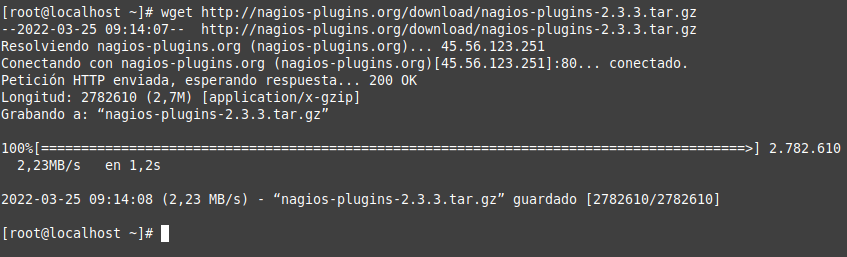 [root@localhost ~]# wget http://nagios-plugins.org/download/nagios-plugins-2.3.3.tar.gz
--2022-03-25 09:14:07--  http://nagios-plugins.org/download/nagios-plugins-2.3.3.tar.gz
Resolviendo nagios-plugins.org (nagios-plugins.org)... 45.56.123.251
Conectando con nagios-plugins.org (nagios-plugins.org)[45.56.123.251]:80... conectado.
Petición HTTP enviada, esperando respuesta... 200 OK
Longitud: 2782610 (2,7M) [application/x-gzip]
Grabando a: “nagios-plugins-2.3.3.tar.gz”
100%[========================================================================================>] 2.782.610
2,23MB/s   en 1,2s
2022-03-25 09:14:08 (2,23 MB/s) - “nagios-plugins-2.3.3.tar.gz” guardado [2782610/2782610]
[root@localhost ~]#